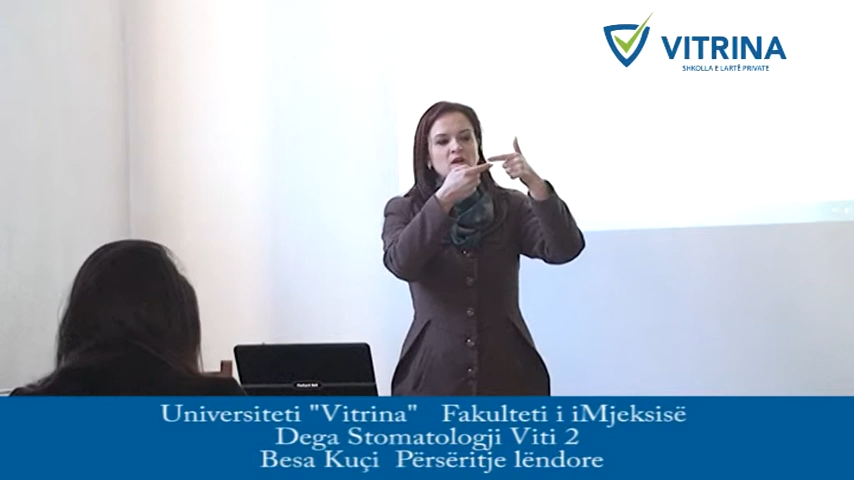 VITRINA
SHKOLLA E LARTË PRIVATE
Universiteti "Vitrina" Fakulteti i iMjeksisë
Dega Stomatologji Viti 2
Besa Kuçi Përsëritje lëndore